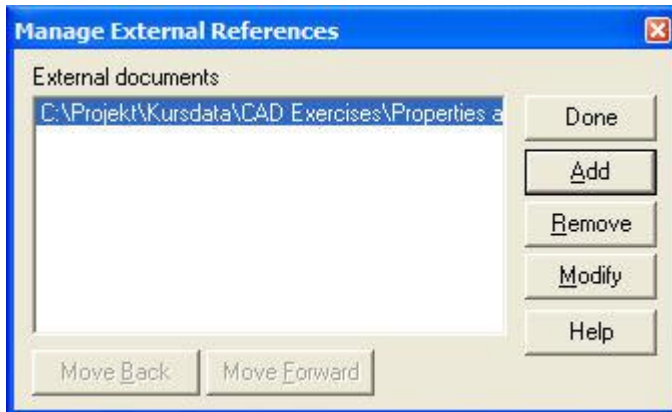 Manage External References
External documents
C:\Projekt\Kursdata\CAD Exercises\Properties a
Done
Add
Remove
Modify
Help
Move Back
Move Forward